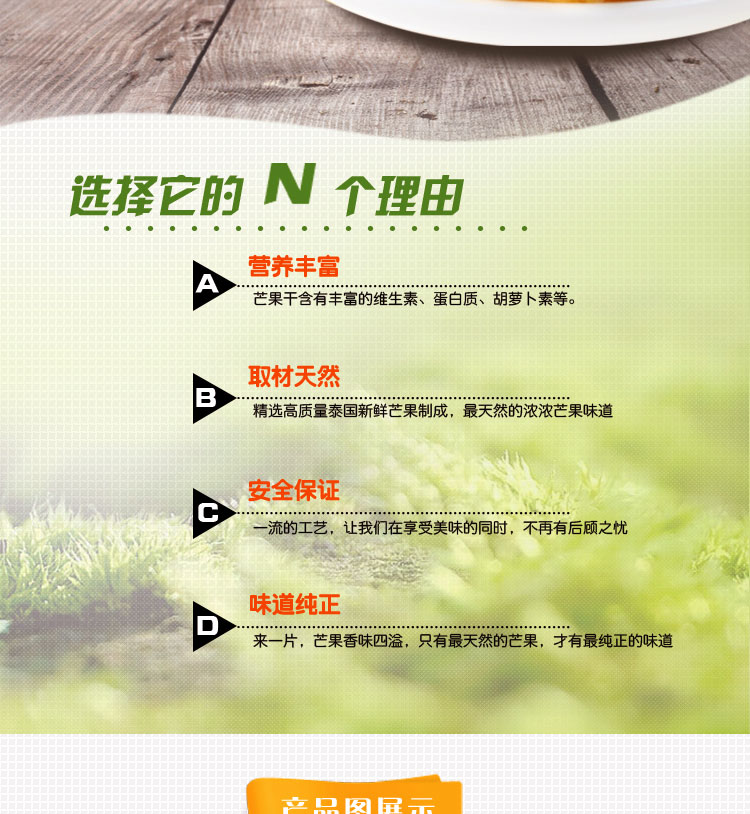 选择它的 N 个理由
A
营养丰富
芒果干含有丰富的维生素、蛋白质、胡萝卜素等。
B
取材天然
精选高质量泰国新鲜芒果制成，最天然的浓浓芒果味道
C
安全保证
一流的工艺，让我们在享受美味的同时，不再有后顾之忧
D
味道纯正
来一片，芒果香味四溢，只有最天然的芒果，才有最纯正的味道
产品图展示